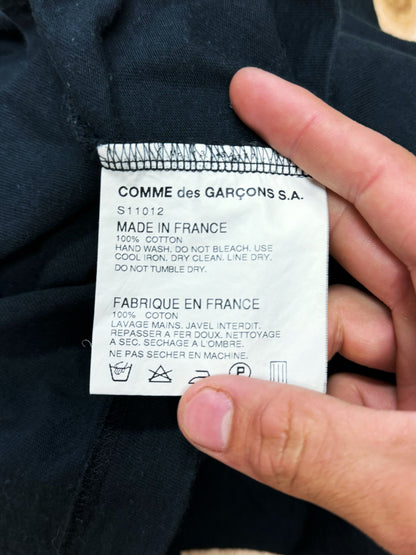 COMME des GARÇONS S.A.
S11012
MADE IN FRANCE
100% COTTON
HAND WASH. DO NOT BLEACH. USE
COOL IRON. DRY CLEAN. LINE DRY.
DO NOT TUMBLE DRY.
FABRIQUE EN FRANCE
100% COTON
LAVAGE MAINS. JAVEL INTERDIT.
REPASSER A FER DOUX. NETTOYAGE
A SEC. SECHAGE A L'OMBRE.
NE PAS SECHER EN MACHINE.
P